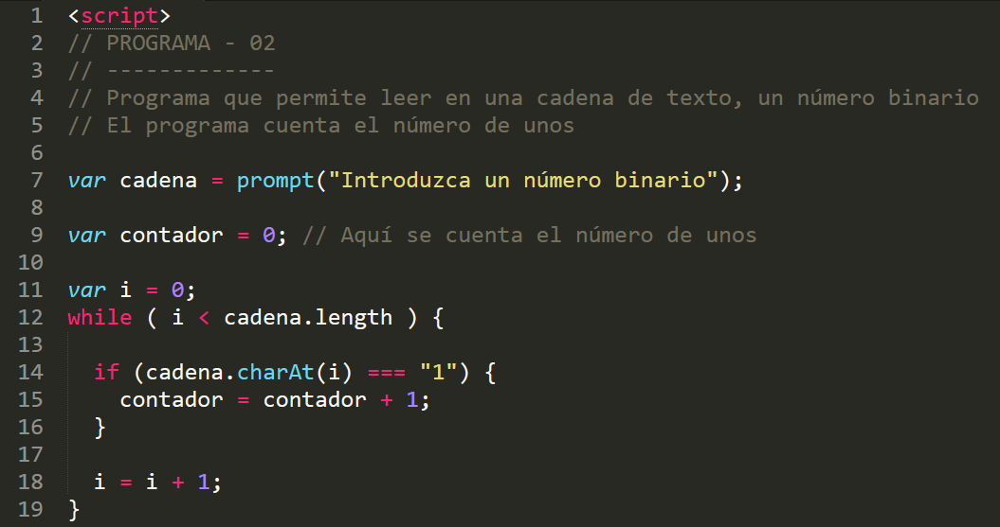 1 <script>
2 // PROGRAMA - 02
3 // -------------
4 // Programa que permite leer en una cadena de texto, un número binario
5 // El programa cuenta el número de unos
6
7 var cadena = prompt("Introduzca un número binario");
8
9 var contador = 0; // Aquí se cuenta el número de unos
10
11 var i = 0;
12 while ( i < cadena.length ) {
13
14   if (cadena.charAt(i) === "1") {
15     contador = contador + 1;
16   }
17
18   i = i + 1;
19 }